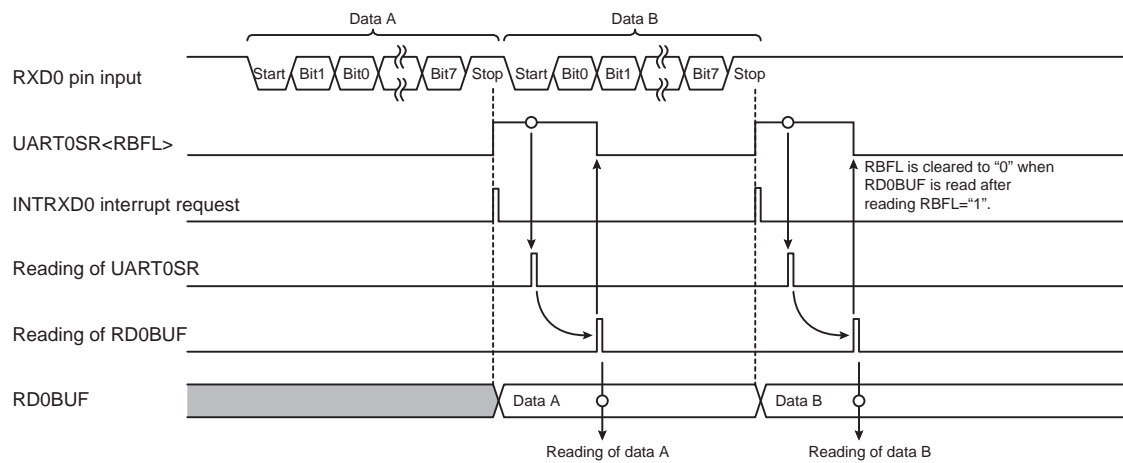 Data A
Data B
RXD0 pin input
Start Bit1 Bit0 Bit7 Stop Start Bit0 Bit1 Bit7 Stop
UART0SR<RBFL>
RBFL is cleared to “0” when
RD0BUF is read after
reading RBFL=“1”.
INTRXD0 interrupt request
Reading of UART0SR
Reading of RD0BUF
RD0BUF
Data A
Data B
Reading of data A
Reading of data B